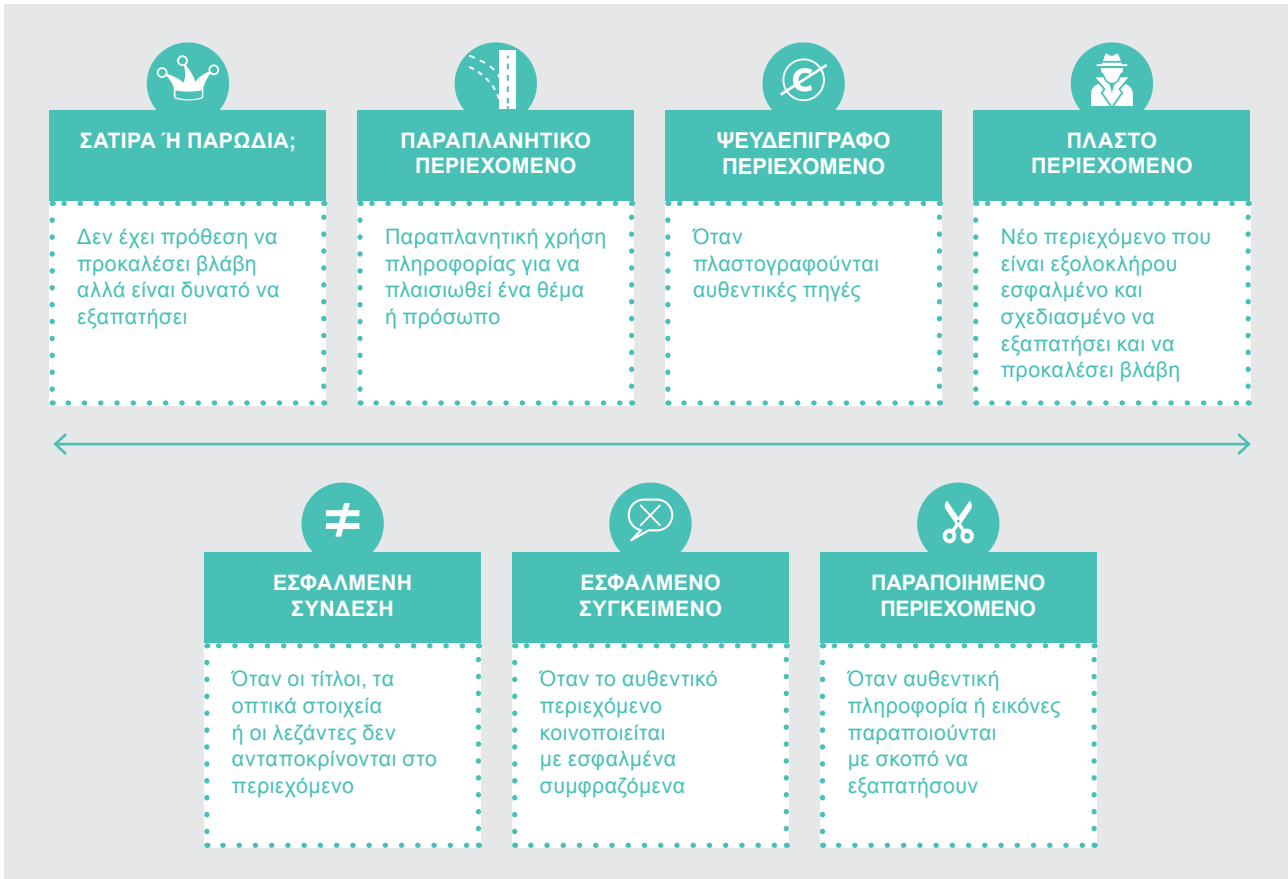 ΣΑΤΙΡΑ Ή ΠΑΡΩΔΙΑ;
Δεν έχει πρόθεση να
προκαλέσει βλάβη
αλλά είναι δυνατό να
εξαπατήσει
ΠΑΡΑΠΛΑΝΗΤΙΚΟ
ΠΕΡΙΕΧΟΜΕΝΟ
Παραπλανητική χρήση
πληροφορίας για να
πλαισιωθεί ένα θέμα
ή πρόσωπο
ΨΕΥΔΕΠΙΓΡΑΦΟ
ΠΕΡΙΕΧΟΜΕΝΟ
Όταν
πλαστογραφούνται
αυθεντικές πηγές
ΠΛΑΣΤΟ
ΠΕΡΙΕΧΟΜΕΝΟ
Νέο περιεχόμενο που
είναι εξολοκλήρου
εσφαλμένο και
σχεδιασμένο να
εξαπατήσει και να
προκαλέσει βλάβη
ΕΣΦΑΛΜΕΝΗ
ΣΥΝΔΕΣΗ
Όταν οι τίτλοι, τα
οπτικά στοιχεία
ή οι λεζάντες δεν
ανταποκρίνονται στο
περιεχόμενο
ΕΣΦΑΛΜΕΝΟ
ΣΥΓΚΕΙΜΕΝΟ
Όταν το αυθεντικό
περιεχόμενο
κοινοποιείται
με εσφαλμένα
συμφραζόμενα
ΠΑΡΑΠΟΙΗΜΕΝΟ
ΠΕΡΙΕΧΟΜΕΝΟ
Όταν αυθεντική
πληροφορία ή εικόνες
παραποιούνται
με σκοπό να
εξαπατήσουν